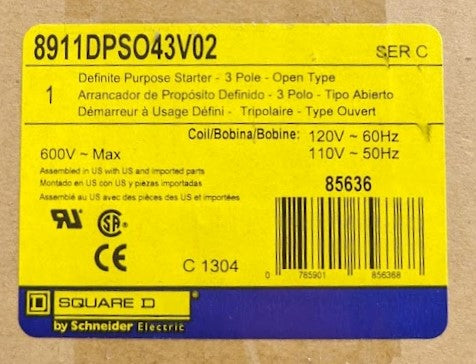 8911DPSO43V02 SER C
1
Definite Purpose Starter - 3 Pole - Open Type
Arrancador de Propósito Definido - 3 Polo - Tipo Abierto
Démarreur à Usage Défini - Tripolaire - Type Ouvert
Coil/Bobina/Bobine: 120V ~ 60Hz
600V ~ Max 110V ~ 50Hz
Assembled in US with US and imported parts
Montado en US con US y piezas importadas
Assemblé au US avec des pièces des US et importées
85636
RU SA
CE C 1304
0 785901 856368
D SQUARE D
by Schneider Electric